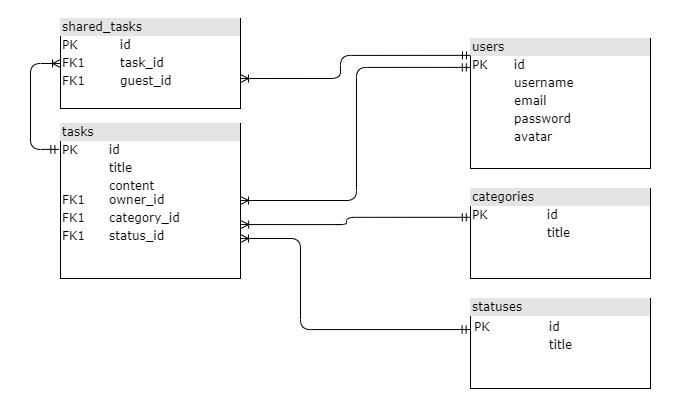 shared_tasks
PK id
FK1 task_id
FK1 guest_id
tasks
PK id
title
content
FK1 owner_id
FK1 category_id
FK1 status_id
users
PK id
username
email
password
avatar
categories
PK id
title
statuses
PK id
title